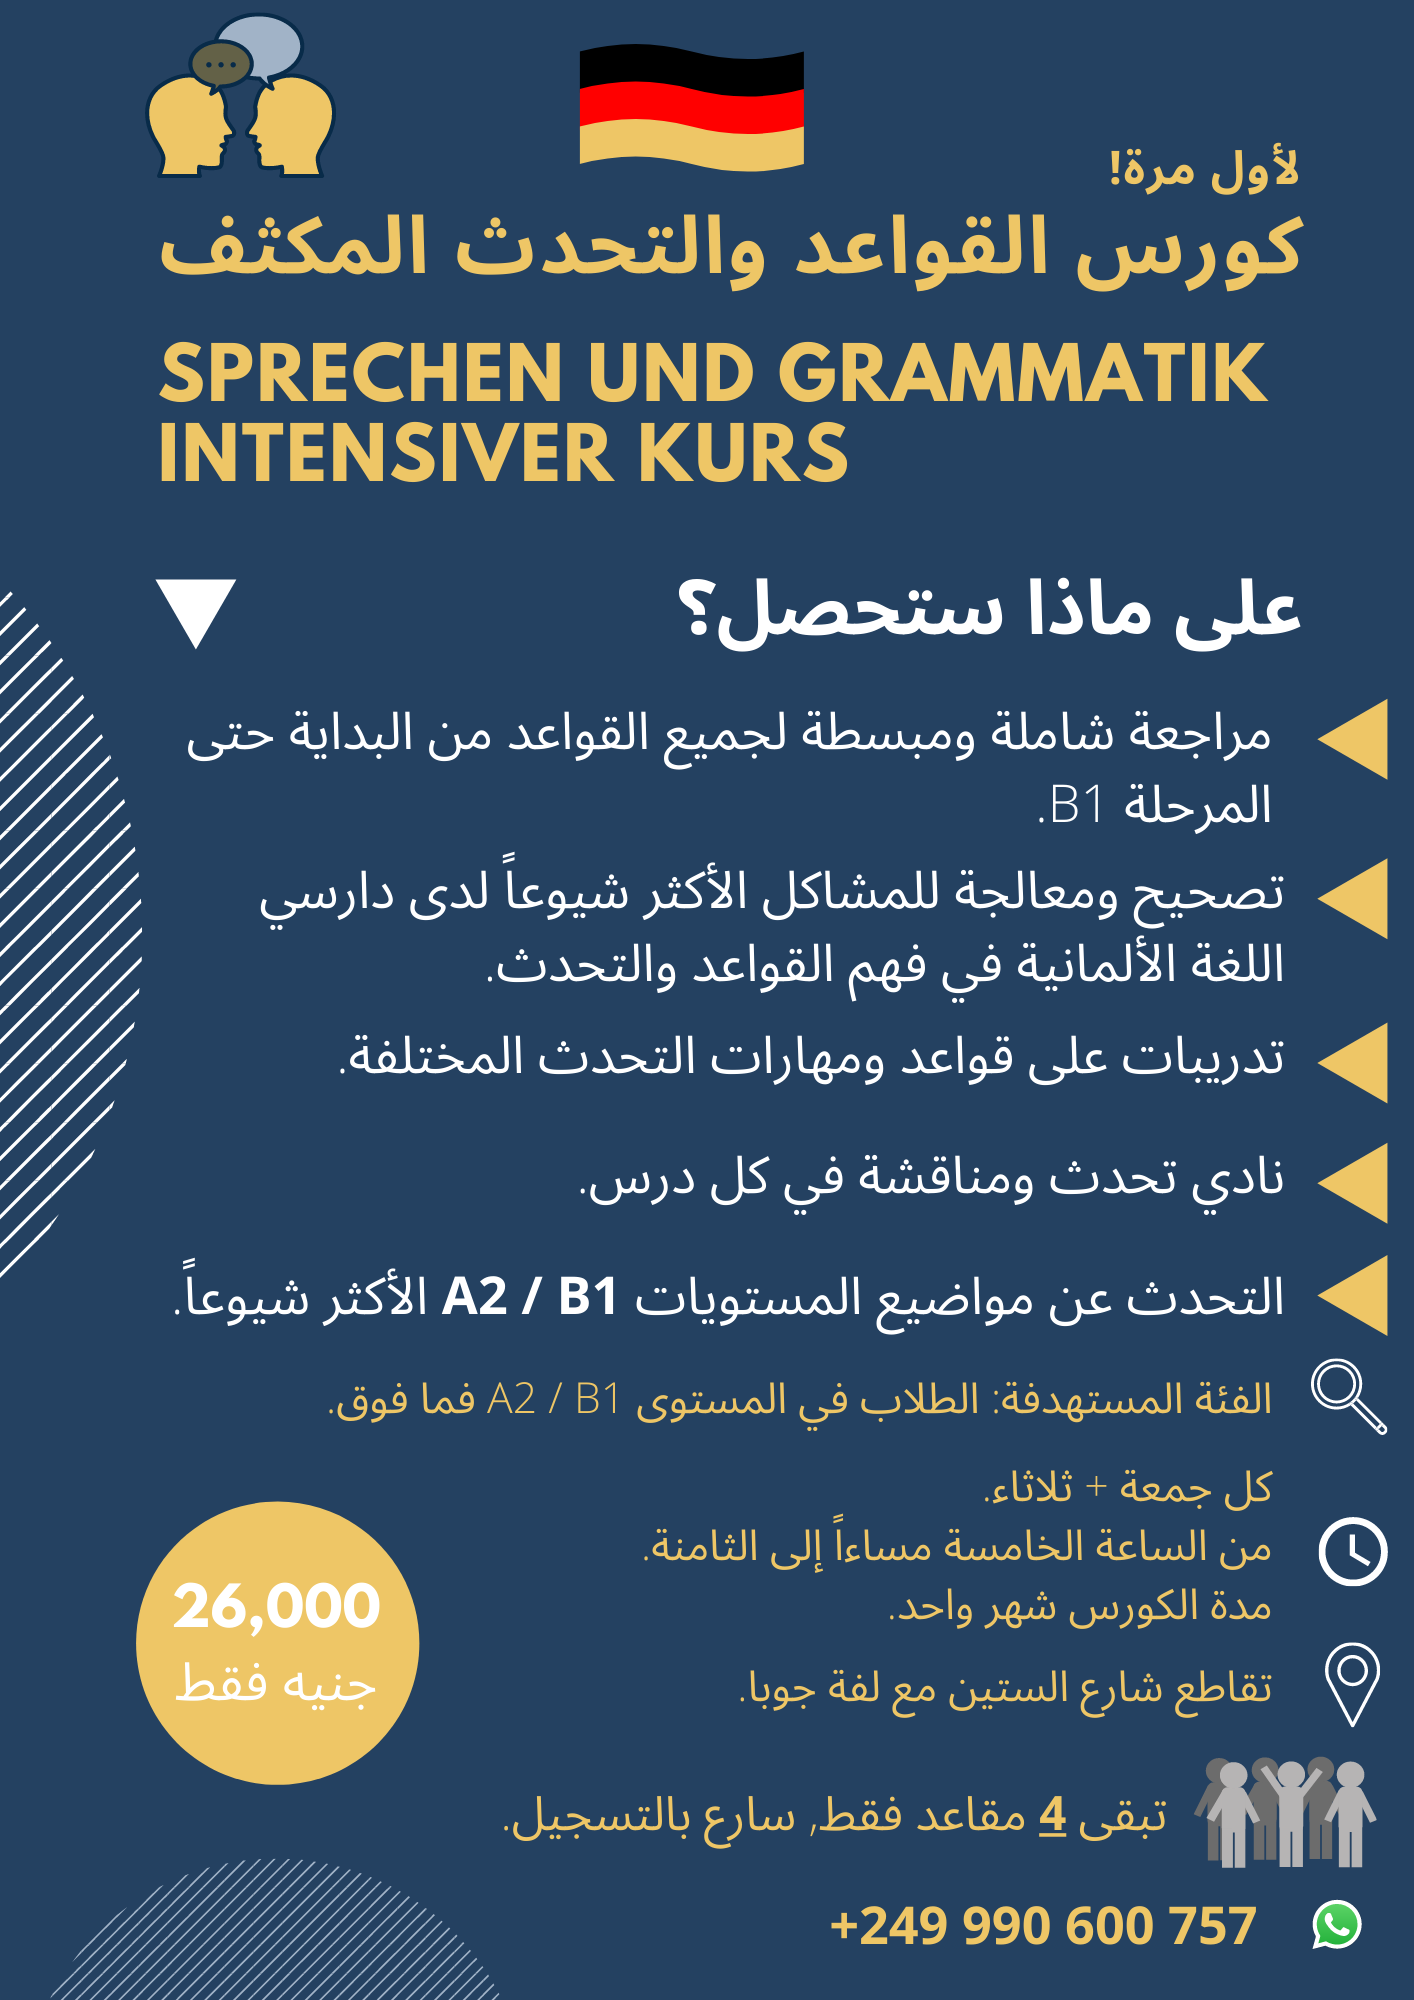 لأول مرة!
كورس القواعد والتحدث المكثف
SPRECHEN UND GRAMMATIK
INTENSIVER KURS
على ماذا ستحصل؟
مراجعة شاملة ومبسطة لجميع القواعد من البداية حتى
المرحلة B1.
تصحيح ومعالجة للمشاكل الأكثر شيوعاً لدى دارسي
اللغة الألمانية في فهم القواعد والتحدث.
تدريبات على قواعد ومهارات التحدث المختلفة.
نادي تحدث ومناقشة في كل درس.
التحدث عن مواضيع المستويات A2 / B1 الأكثر شيوعاً.
الفئة المستهدفة: الطلاب في المستوى A2 / B1 فما فوق.
كل جمعة + ثلاثاء.
من الساعة الخامسة مساءاً إلى الثامنة.
مدة الكورس شهر واحد.
26,000
جنيه فقط
تقاطع شارع الستين مع لفة جوبا.
تبقى 4 مقاعد فقط, سارع بالتسجيل.
+249 990 600 757